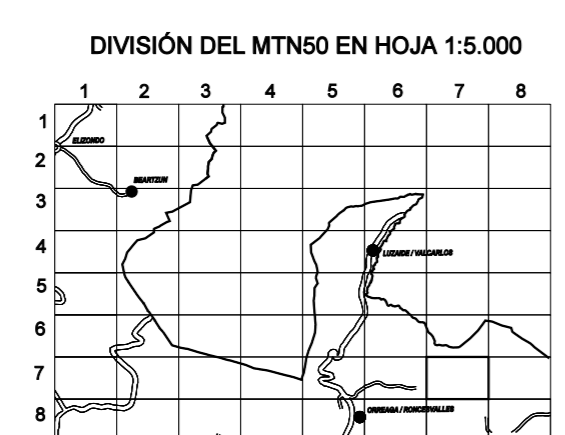 DIVISIÓN DEL MTN50 EN HOJA 1:5.000
1 2 3 4 5 6 7 8
1
ELIZONDO
2
BEARTZUN
3
4
LUZAIDE / VALCARLOS
5
6
7
ORREAGA / RONCESVALLES
8